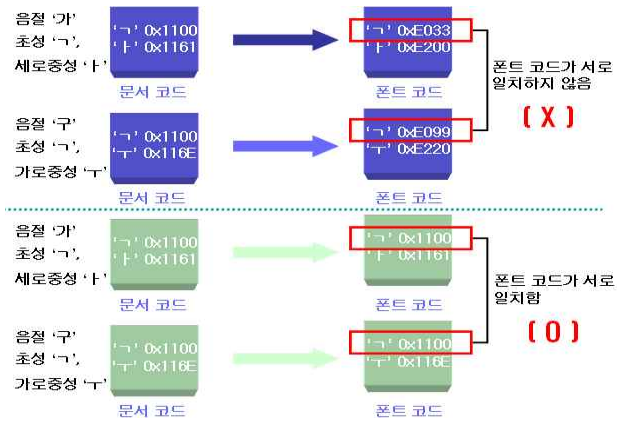 음절 '가'
초성 'ㄱ',
세로중성 'ㅏ'
'ㄱ' 0x1100
'ㅏ' 0x1161
문서 코드
'ㄱ' 0xE033
'ㅏ' 0xE200
폰트 코드
음절 '구'
초성 'ㄱ',
가로중성 'ㅜ'
'ㄱ' 0x1100
'ㅜ' 0x116E
문서 코드
'ㄱ' 0xE099
'ㅜ' 0xE220
폰트 코드
폰트 코드가 서로
일치하지 않음
( X )
음절 '가'
초성 'ㄱ',
세로중성 'ㅏ'
'ㄱ' 0x1100
'ㅏ' 0x1161
문서 코드
'ㄱ' 0x1100
'ㅏ' 0x1161
폰트 코드
음절 '구'
초성 'ㄱ',
가로중성 'ㅜ'
'ㄱ' 0x1100
'ㅜ' 0x116E
문서 코드
'ㄱ' 0x1100
'ㅜ' 0x116E
폰트 코드
폰트 코드가 서로
일치함
( O )